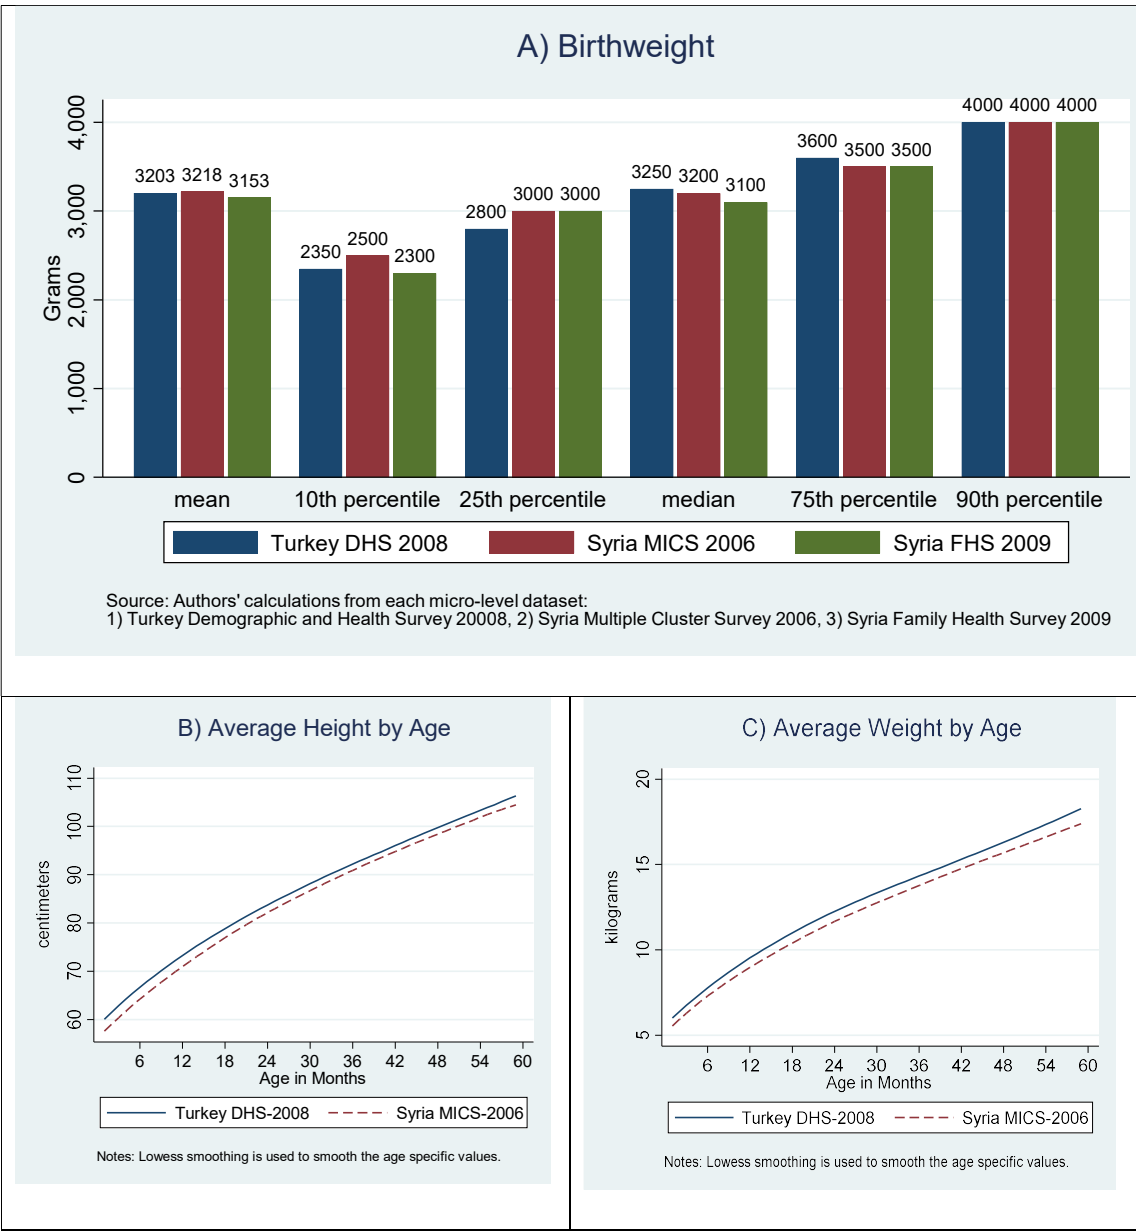 A) Birthweight
Grams
4,000
3,000
2,000
1,000
0
3203 3218 3153
2350 2500 2300
2800 3000 3000
3250 3200 3100
3600 3500 3500
4000 4000 4000
mean 10th percentile 25th percentile median 75th percentile 90th percentile
Turkey DHS 2008 Syria MICS 2006 Syria FHS 2009
Source: Authors' calculations from each micro-level dataset:
1) Turkey Demographic and Health Survey 20008, 2) Syria Multiple Cluster Survey 2006, 3) Syria Family Health Survey 2009
B) Average Height by Age
centimeters
110
100
90
80
70
60
6 12 18 24 30 36 42 48 54 60
Age in Months
Turkey DHS-2008 Syria MICS-2006
Notes: Lowess smoothing is used to smooth the age specific values.
C) Average Weight by Age
kilograms
20
15
10
5
6 12 18 24 30 36 42 48 54 60
Age in Months
Turkey DHS-2008 Syria MICS-2006
Notes: Lowess smoothing is used to smooth the age specific values.